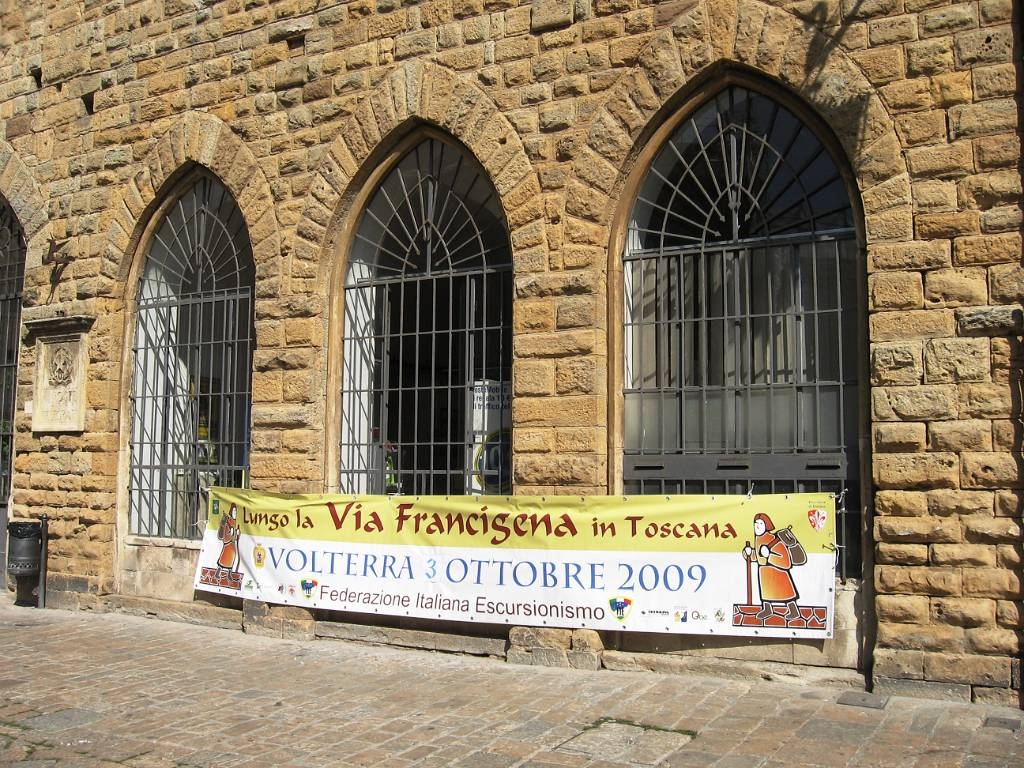 Lungo la Via Francigena in Toscana
VOLTERRA 3 OTTOBRE 2009
Federazione Italiana Escursionismo